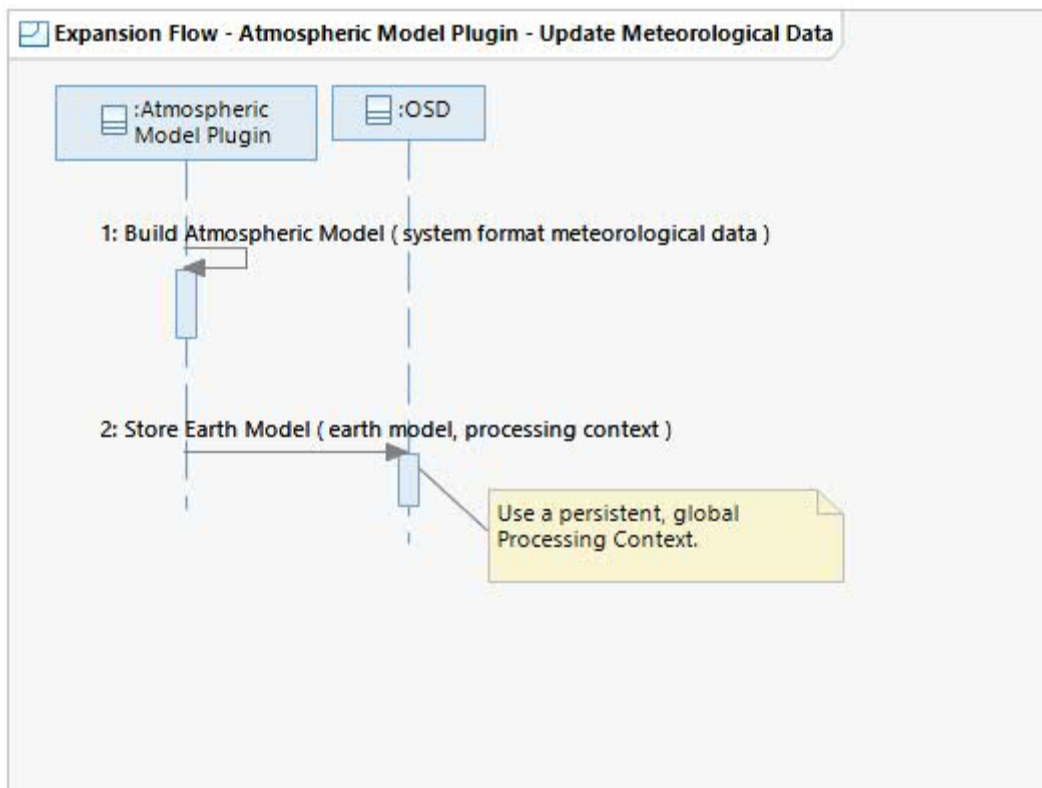 Expansion Flow - Atmospheric Model Plugin - Update Meteorological Data
:Atmospheric
Model Plugin
:OSD
1: Build Atmospheric Model ( system format meteorological data )
2: Store Earth Model ( earth model, processing context )
Use a persistent, global
Processing Context.